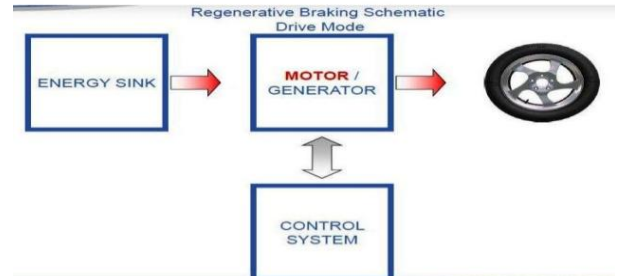 Regenerative Braking Schematic
Drive Mode
ENERGY SINK
MOTOR /
GENERATOR
CONTROL
SYSTEM